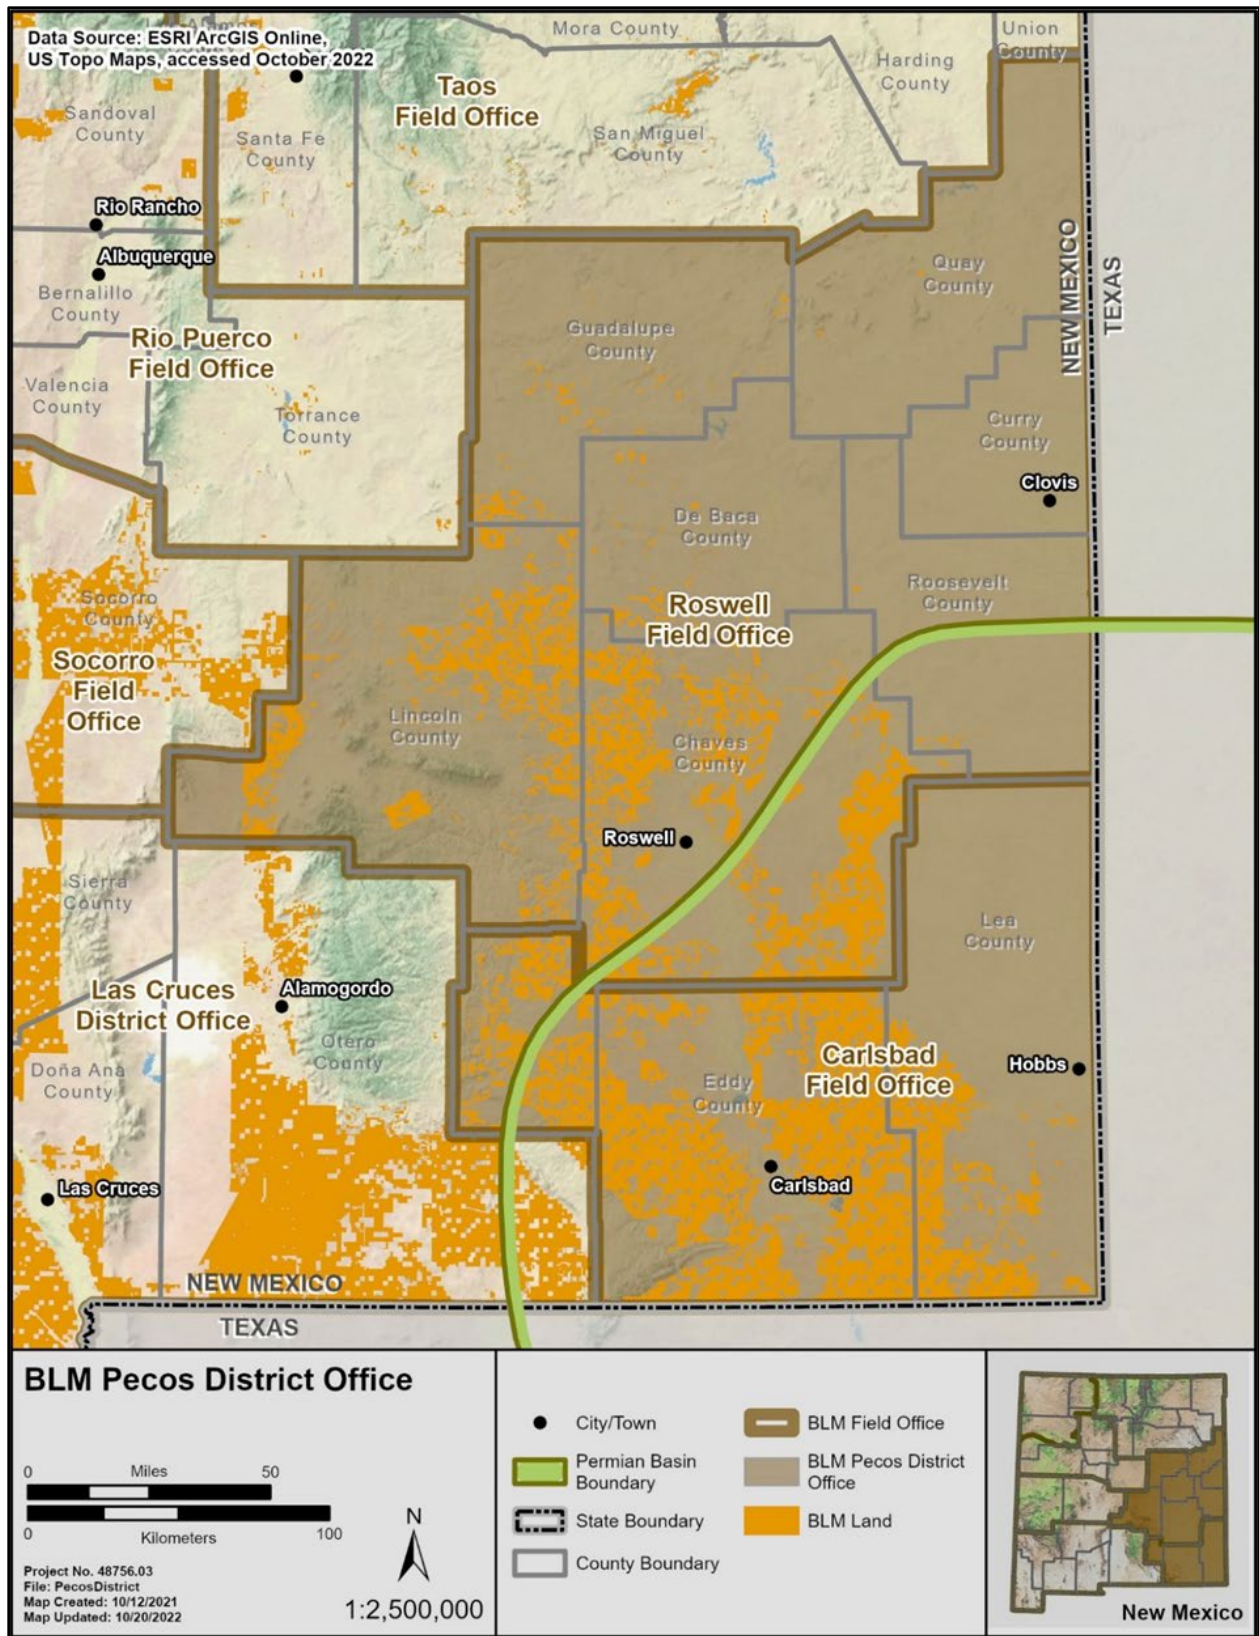 Data Source: ESRI ArcGIS Online,
US Topo Maps, accessed October 2022
Mora County
Union
County
Harding
County
Taos
Field Office
Sandoval
County
Santa Fe
County
San Miguel
County
Rio Rancho
Albuquerque
Bernalillo
County
Quay
County
NEW MEXICO
TEXAS
Guadalupe
County
Rio Puerco
Field Office
Valencia
County
Torrance
County
Curry
County
Clovis
De Baca
County
Roosevelt
County
Socorro
County
Roswell
Field Office
Socorro
Field
Office
Lincoln
County
Chaves
County
Roswell
Sierra
County
Lea
County
Las Cruces
District Office
Alamogordo
Otero
County
Carlsbad
Field Office
Hobbs
Doña Ana
County
Eddy
County
Las Cruces
Carlsbad
NEW MEXICO
TEXAS
BLM Pecos District Office
0 Miles 50
0 Kilometers 100
N
Project No. 48756.03
File: PecosDistrict
Map Created: 10/12/2021
Map Updated: 10/20/2022
1:2,500,000
City/Town
Permian Basin
Boundary
State Boundary
County Boundary
BLM Field Office
BLM Pecos District
Office
BLM Land
New Mexico